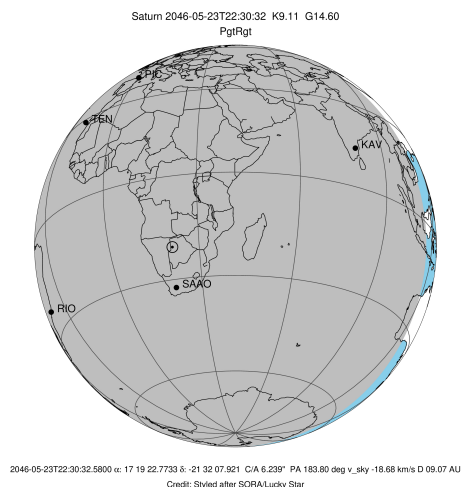 Saturn 2046-05-23T22:30:32 K9.11 G14.60
PgtRgt
PIC
TEN
KAV
SAAO
RIO
2046-05-23T22:30:32.5800 α: 17 19 22.7733 δ: -21 32 07.921 C/A 6.239" PA 183.80 deg v_sky -18.68 km/s D 09.07 AU
Credit: Styled after SORA/Lucky Star